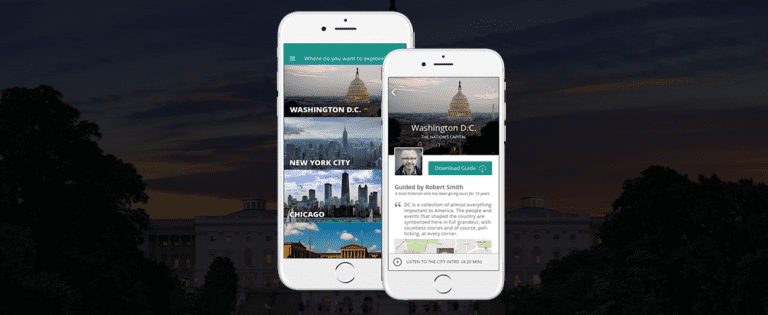 Where do you want to explore
WASHINGTON D.C.
NEW YORK CITY
CHICAGO
Washington D.C.
THE NATION'S CAPITAL
Download Guide
Guided by Robert Smith
A local historian who has been giving tours for 10 years
“ DC is a collection of almost everything
important to America. The people and
events that shaped the country are
symbolized here in full grandeur, with
countless stories and of course, poli-
ticking, at every corner.
LISTEN TO THE CITY INTRO (4:20 MIN)